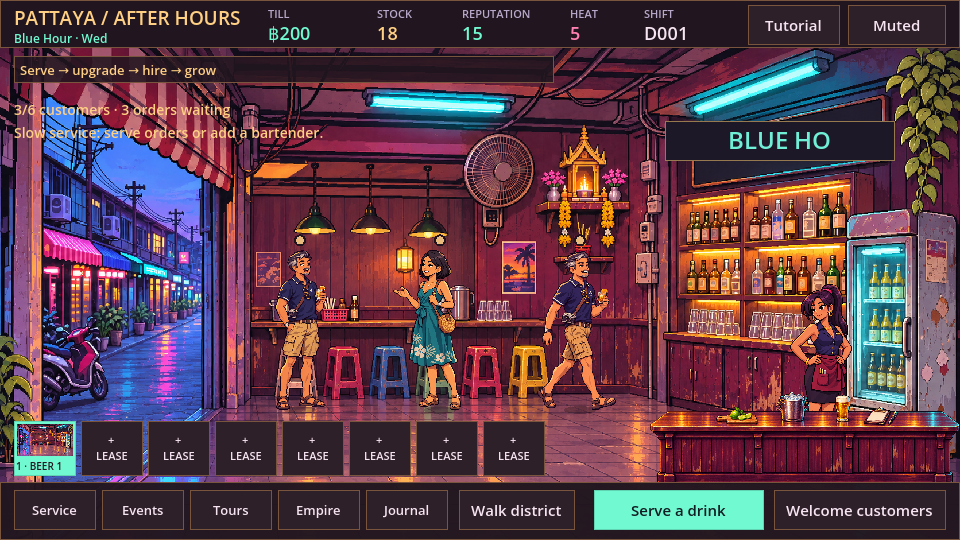 PATTAYA / AFTER HOURS
Blue Hour · Wed
TILL
฿200
STOCK
18
REPUTATION
15
HEAT
5
SHIFT
D001
Tutorial
Muted
Serve → upgrade → hire → grow
3/6 customers · 3 orders waiting
Slow service: serve orders or add a bartender.
BLUE HO
1 · BEER 1
+
LEASE
+
LEASE
+
LEASE
+
LEASE
+
LEASE
+
LEASE
+
LEASE
Service
Events
Tours
Empire
Journal
Walk district
Serve a drink
Welcome customers